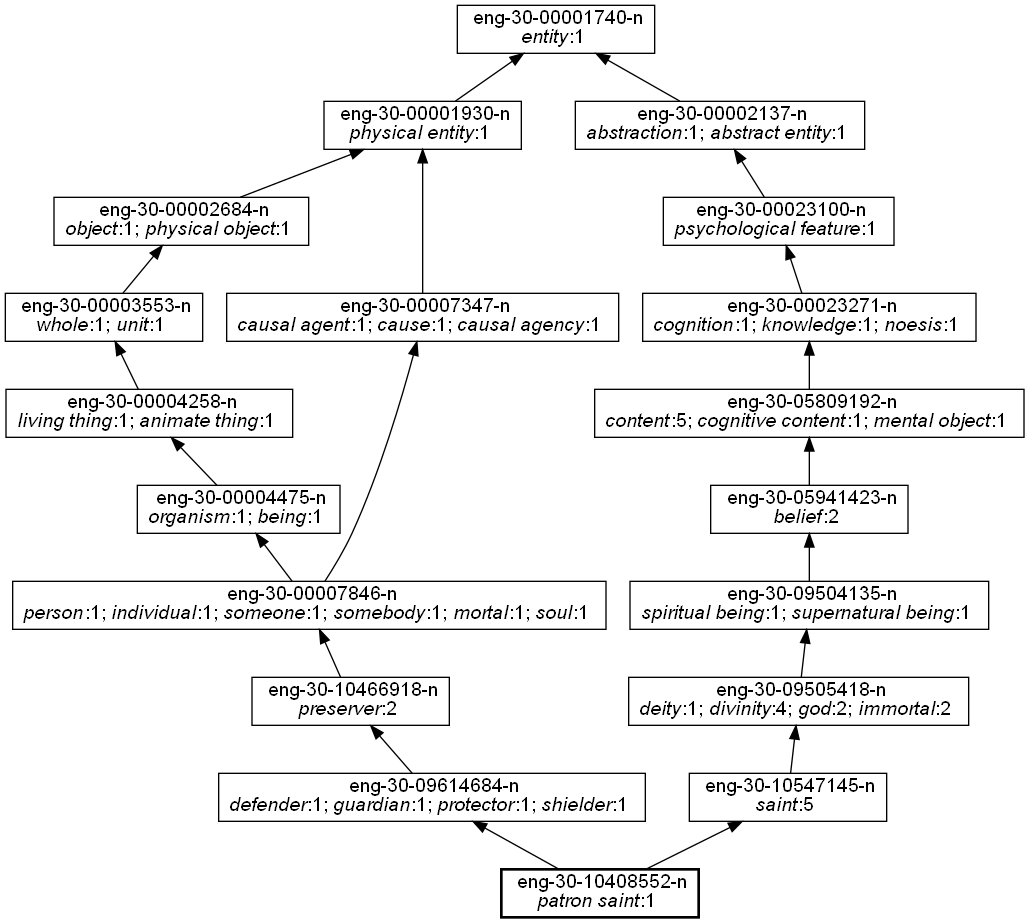 eng-30-00001740-n
entity:1
eng-30-00001930-n
physical entity:1
eng-30-00002137-n
abstraction:1; abstract entity:1
eng-30-00002684-n
object:1; physical object:1
eng-30-00023100-n
psychological feature:1
eng-30-00003553-n
whole:1; unit:1
eng-30-00007347-n
causal agent:1; cause:1; causal agency:1
eng-30-00023271-n
cognition:1; knowledge:1; noesis:1
eng-30-00004258-n
living thing:1; animate thing:1
eng-30-05809192-n
content:5; cognitive content:1; mental object:1
eng-30-00004475-n
organism:1; being:1
eng-30-05941423-n
belief:2
eng-30-00007846-n
person:1; individual:1; someone:1; somebody:1; mortal:1; soul:1
eng-30-09504135-n
spiritual being:1; supernatural being:1
eng-30-10466918-n
preserver:2
eng-30-09505418-n
deity:1; divinity:4; god:2; immortal:2
eng-30-09614684-n
defender:1; guardian:1; protector:1; shielder:1
eng-30-10547145-n
saint:5
eng-30-10408552-n
patron saint:1